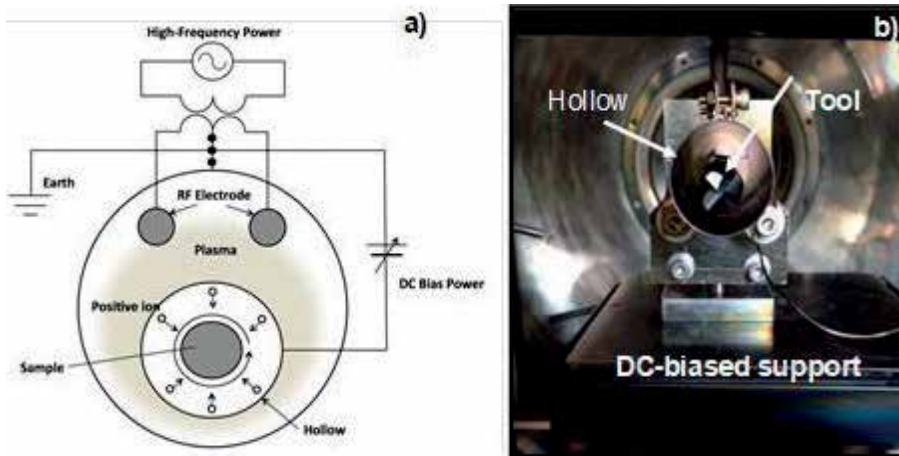 a)
High-Frequency Power
Earth
RF Electrode
Plasma
DC Bias Power
Positive ion
Sample
Hollow
b)
Hollow
Tool
DC-biased support